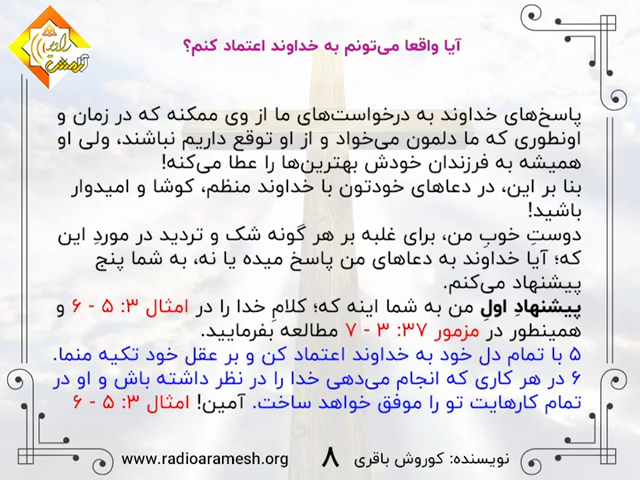 رادیو
آرامش
آیا واقعا می‌تونم به خداوند اعتماد کنم؟
پاسخ‌های خداوند به درخواست‌های ما از وی ممکنه که در زمان و
اونطوری که ما دلمون می‌خواد و از او توقع داریم نباشند، ولی او
همیشه به فرزندان خودش بهترین‌ها را عطا می‌کنه!
بنا بر این، در دعاهای خودتون با خداوند منظم، کوشا و امیدوار
باشید!
دوستِ خوبِ من، برای غلبه بر هر گونه شک و تردید در موردِ این
که؛ آیا خداوند به دعاهای من پاسخ میده یا نه، به شما پنج
پیشنهاد می‌کنم.
پیشنهادِ اولِ من به شما اینه که؛ کلامِ خدا را در امثال ۳: ۵ - ۶ و
همینطور در مزمور ۳۷: ۳ - ۷ مطالعه بفرمایید.
۵ با تمام دل خود به خداوند اعتماد کن و بر عقل خود تکیه منما.
۶ در هر کاری که انجام می‌دهی خدا را در نظر داشته باش و او در
تمام کارهایت تو را موفق خواهد ساخت. آمین! امثال ۳: ۵ - ۶
نویسنده: کوروش باقری ۸ www.radioaramesh.org